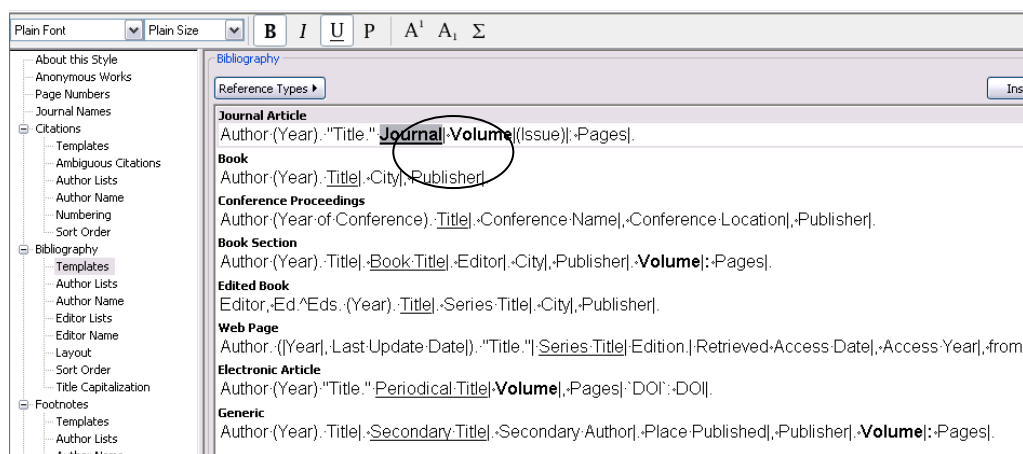 Plain Font Plain Size B I U P A¹ A₁ Σ
About this Style
Anonymous Works
Page Numbers
Journal Names
Citations
Templates
Ambiguous Citations
Author Lists
Author Name
Numbering
Sort Order
Bibliography
Templates
Author Lists
Author Name
Editor Lists
Editor Name
Layout
Sort Order
Title Capitalization
Footnotes
Templates
Author Lists
Bibliography
Reference Types
Ins
Journal Article
Author·(Year).·"Title."·Journal|·Volume|(Issue)|:·Pages|.
Book
Author·(Year).·Title|.·City|,·Publisher|.
Conference Proceedings
Author·(Year·of·Conference).·Title|.·Conference·Name|,·Conference·Location|,·Publisher|.
Book Section
Author·(Year).·Title|.·Book·Title|.·Editor|.·City|,·Publisher|.·Volume|:·Pages|.
Edited Book
Editor,·Ed.^Eds.·(Year).·Title|.·Series·Title|.·City|,·Publisher|.
Web Page
Author.·(|Year|,·Last·Update·Date|).·"Title."|·Series·Title|·Edition.|·Retrieved·Access·Date|,·Access·Year|,·from
Electronic Article
Author·(Year)·"Title."·Periodical·Title|·Volume|,·Pages|·`DOI`:·DOI|.
Generic
Author·(Year).·Title|.·Secondary·Title|.·Secondary·Author|.·Place·Published|,·Publisher|.·Volume|:·Pages|.